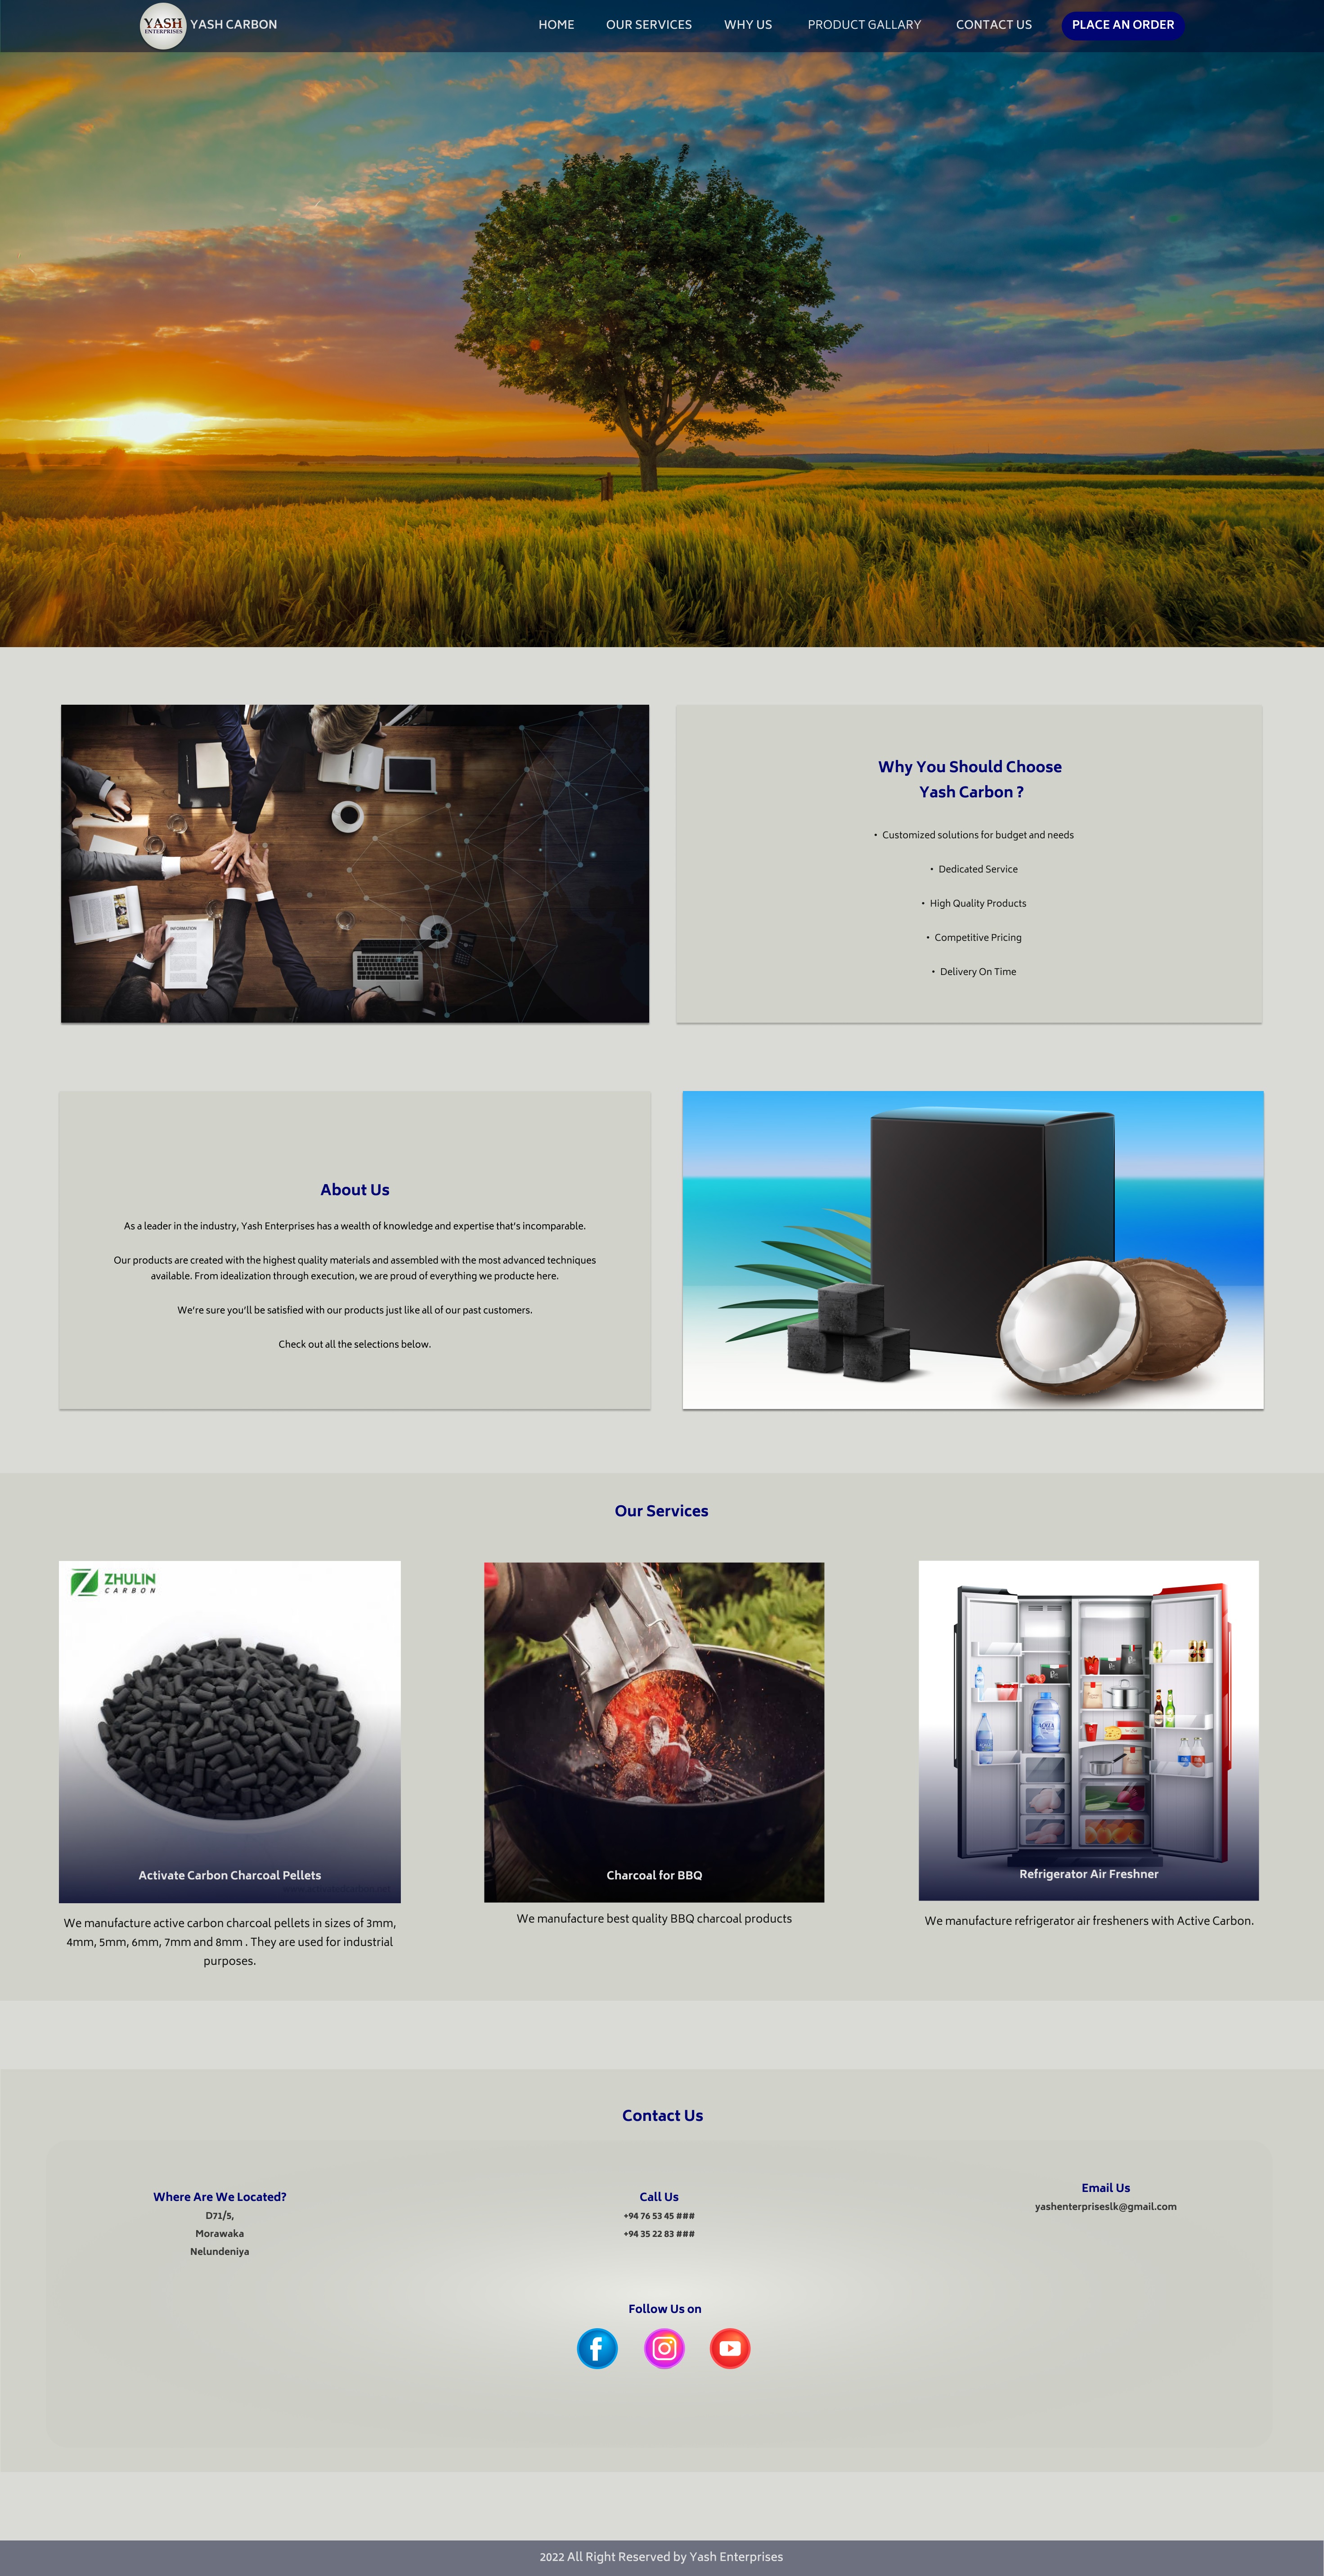 YASH
ENTERPRISES
YASH CARBON
HOME
OUR SERVICES
WHY US
PRODUCT GALLARY
CONTACT US
PLACE AN ORDER
INFORMATION
Why You Should Choose
Yash Carbon ?
• Customized solutions for budget and needs
• Dedicated Service
• High Quality Products
• Competitive Pricing
• Delivery On Time
About Us
As a leader in the industry, Yash Enterprises has a wealth of knowledge and expertise that's incomparable.
Our products are created with the highest quality materials and assembled with the most advanced techniques
available. From idealization through execution, we are proud of everything we producte here.
We're sure you'll be satisfied with our products just like all of our past customers.
Check out all the selections below.
Our Services
ZHULIN
CARBON
Activate Carbon Charcoal Pellets
We manufacture active carbon charcoal pellets in sizes of 3mm,
4mm, 5mm, 6mm, 7mm and 8mm . They are used for industrial
purposes.
Charcoal for BBQ
We manufacture best quality BBQ charcoal products
Refrigerator Air Freshner
We manufacture refrigerator air fresheners with Active Carbon.
Contact Us
Where Are We Located?
D71/5,
Morawaka
Nelundeniya
Call Us
+94 76 53 45 ###
+94 35 22 83 ###
Email Us
yashenterpriseslk@gmail.com
Follow Us on
2022 All Right Reserved by Yash Enterprises